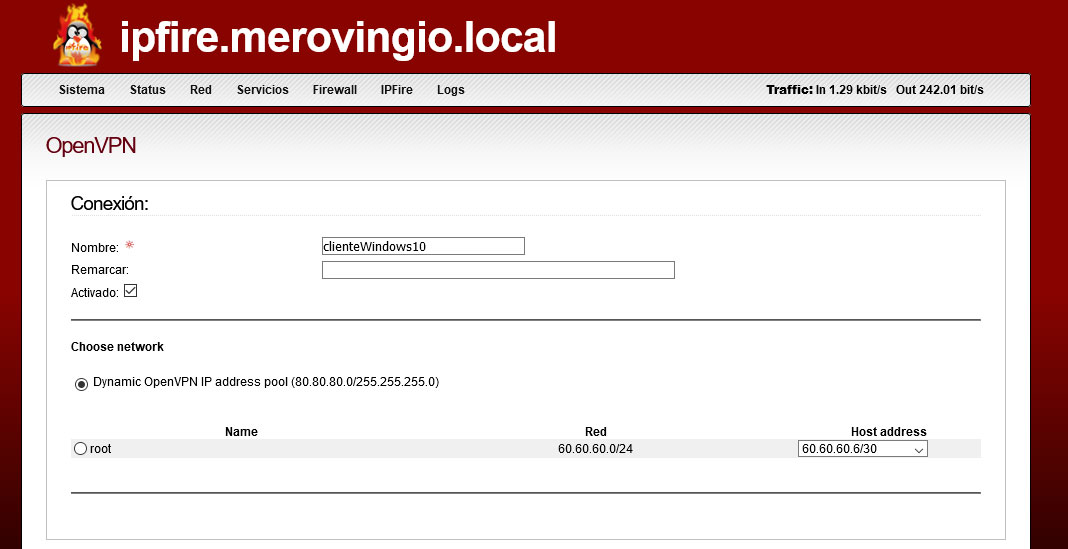 ipfire.merovingio.local
Sistema Status Red Servicios Firewall IPFire Logs Traffic: In 1.29 kbit/s Out 242.01 bit/s
OpenVPN
Conexión:
Nombre: clienteWindows10
Remarcar:
Activado:
Choose network
Dynamic OpenVPN IP address pool (80.80.80.0/255.255.255.0)
Name Red Host address
root 60.60.60.0/24 60.60.60.6/30